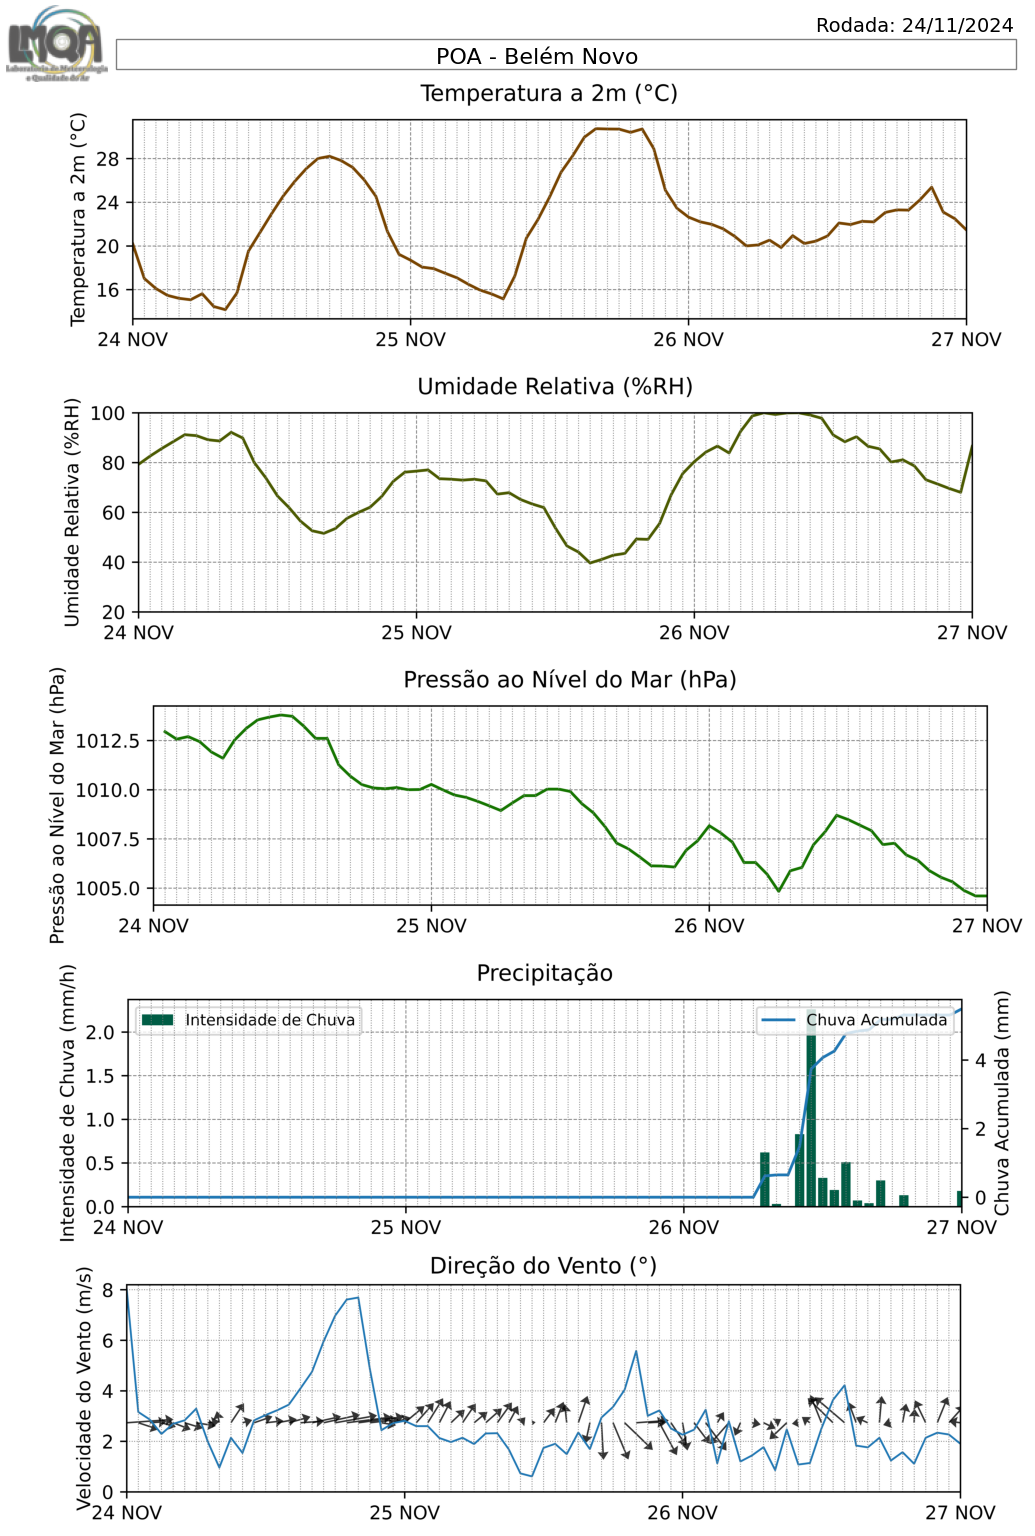 LMQA
Laboratório de Meteorologia
e Qualidade do Ar
Rodada: 24/11/2024
POA - Belém Novo
Temperatura a 2m (°C)
Temperatura a 2m (°C)
28
24
20
16
24 NOV 25 NOV 26 NOV 27 NOV
Umidade Relativa (%RH)
Umidade Relativa (%RH)
100
80
60
40
20
24 NOV 25 NOV 26 NOV 27 NOV
Pressão ao Nível do Mar (hPa)
Pressão ao Nível do Mar (hPa)
1012.5
1010.0
1007.5
1005.0
24 NOV 25 NOV 26 NOV 27 NOV
Precipitação
Intensidade de Chuva (mm/h)
2.0
1.5
1.0
0.5
0.0
Intensidade de Chuva
Chuva Acumulada
4
2
0
Chuva Acumulada (mm)
24 NOV 25 NOV 26 NOV 27 NOV
Direção do Vento (°)
Velocidade do Vento (m/s)
8
6
4
2
0
24 NOV 25 NOV 26 NOV 27 NOV